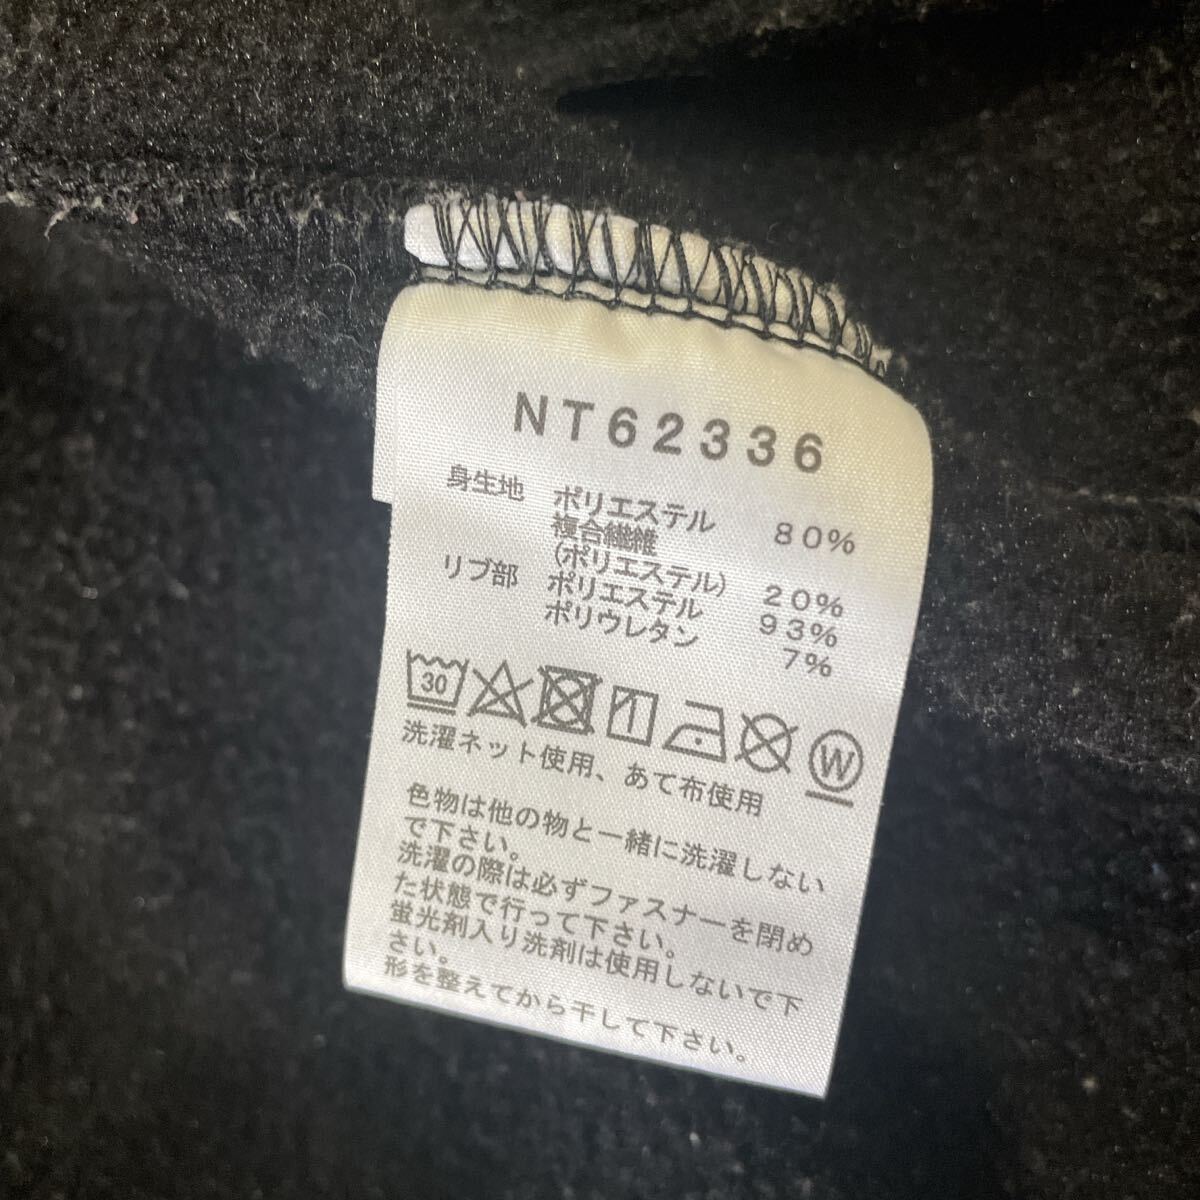 NT62336
身生地 ポリエステル 80%
複合繊維
(ポリエステル) 20%
リブ部 ポリエステル 93%
ポリウレタン 7%
30 W
洗濯ネット使用、あて布使用
色物は他の物と一緒に洗濯しない
で下さい。
洗濯の際は必ずファスナーを閉め
た状態で行って下さい。
蛍光剤入り洗剤は使用しないで下
さい。
形を整えてから干して下さい。